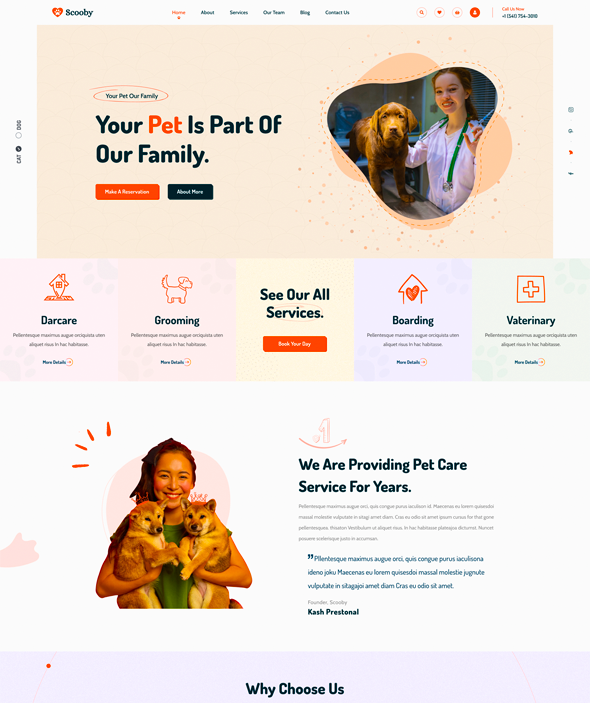 Scooby
Home About Services Our Team Blog Contact Us
Call Us Now
+1 (541) 754-3010
DOG
CAT
Your Pet Our Family
Your Pet Is Part Of
Our Family.
Make A Reservation
About More
Darcare
Pellentesque maximus augue orciquista uten
aliquet risus In hac habitasse.
More Details
Grooming
Pellentesque maximus augue orciquista uten
aliquet risus In hac habitasse.
More Details
See Our All
Services.
Book Your Day
Boarding
Pellentesque maximus augue orciquista uten
aliquet risus In hac habitasse.
More Details
Vaterinary
Pellentesque maximus augue orciquista uten
aliquet risus In hac habitasse.
More Details
.1
We Are Providing Pet Care
Service For Years.
Pellentesque maximus augue orci, quis congue purus iaculison id. Maecenas eu lorem quisesdoi
massal molestie vulputate in sitagi amet diam. Cras eu odio sit amet ipsum cursus for that gone
pellentesqueta. Vivaton Vestibulum ut aliquet risus. In hac habitasse plateajoa dictumst. Nuncet
posuere scelerisque justo in accumsan.
”Pllentesque maximus augue orci, quis congue purus iaculisona
ideno joku Maecenas eu lorem quisesdoi massal molestie jugnute
vulputate in sitagajoi amet diam Cras eu odio sit amet.
Founder, Scooby
Kash Prestonal
Why Choose Us